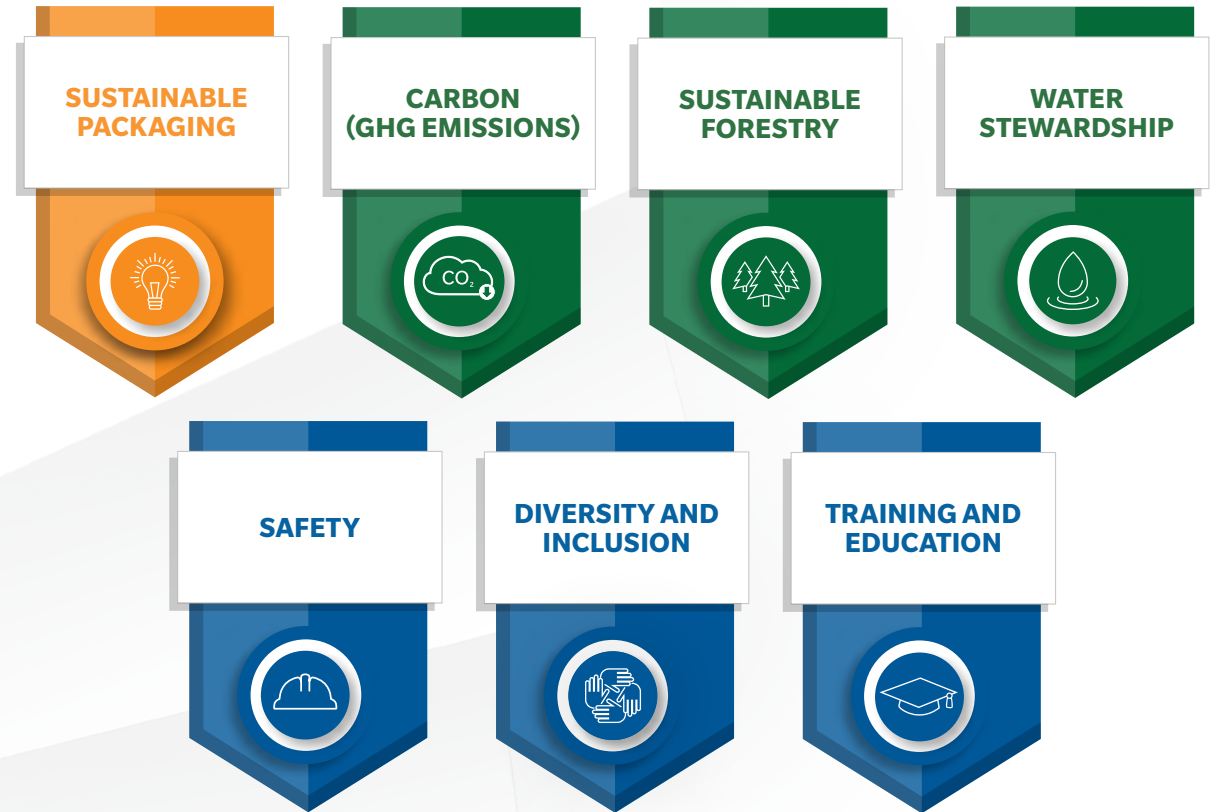 SUSTAINABLE
PACKAGING
CARBON
(GHG EMISSIONS)
SUSTAINABLE
FORESTRY
WATER
STEWARDSHIP
CO₂
SAFETY
DIVERSITY AND
INCLUSION
TRAINING AND
EDUCATION